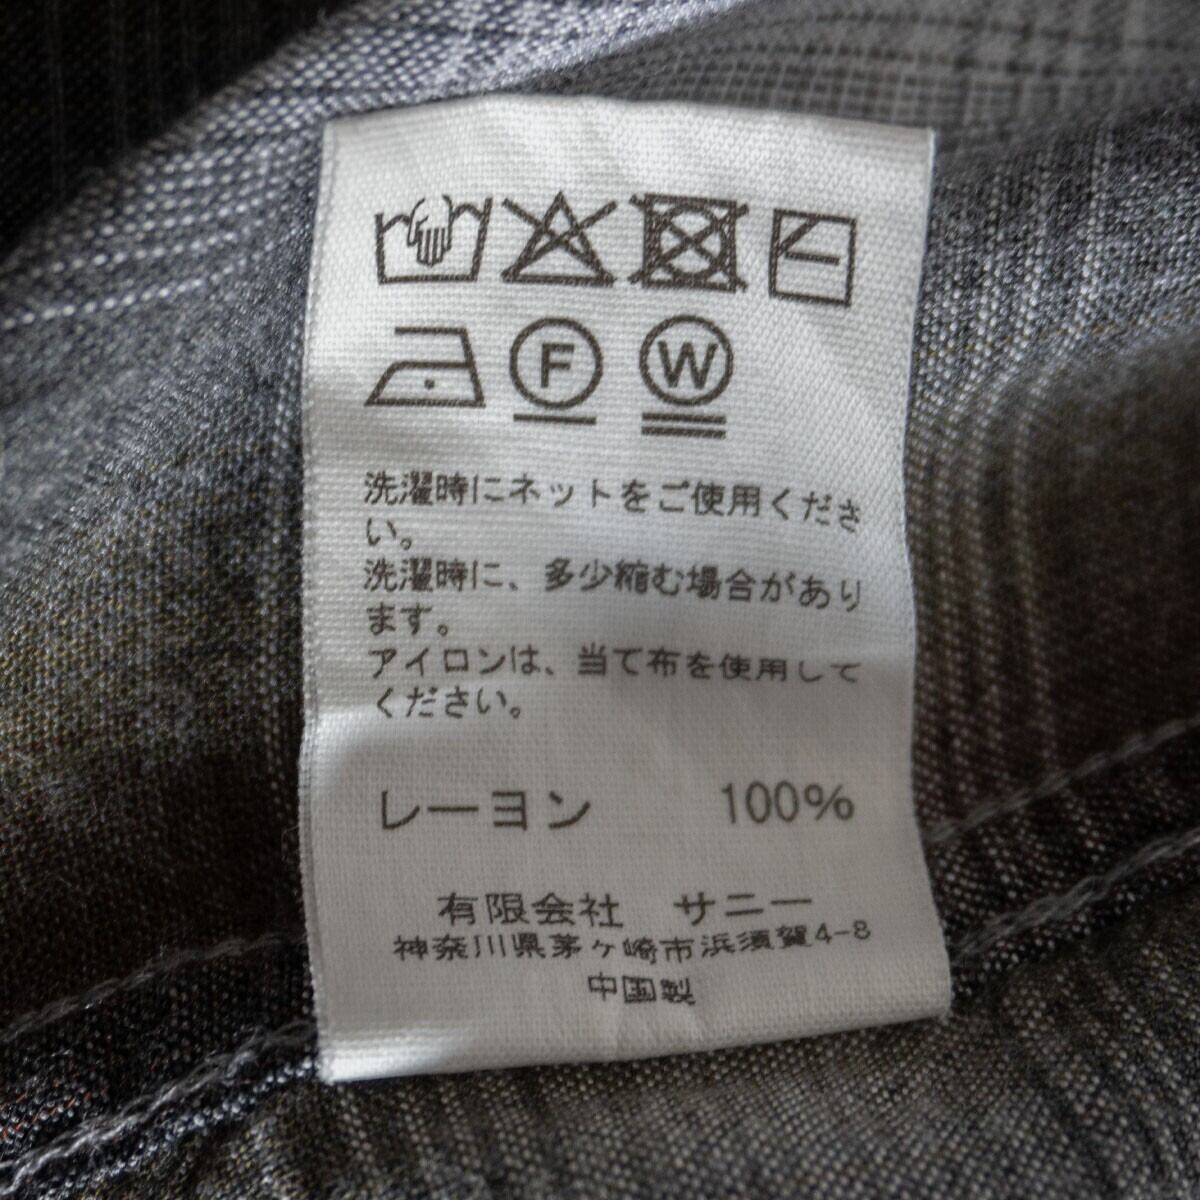 F W
洗濯時にネットをご使用くださ
い。
洗濯時に、多少縮む場合があり
ます。
アイロンは、当て布を使用して
ください。
レーヨン 100%
有限会社 サニー
神奈川県茅ヶ崎市浜須賀4-8
中国製